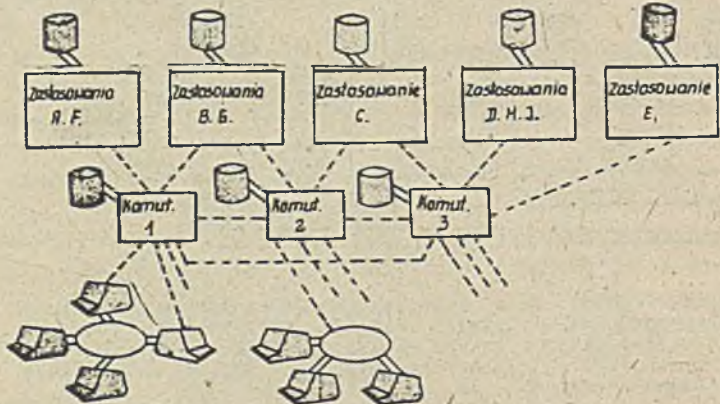 Zastosowania
A. F.
Zastosowania
B. G.
Zastosowanie
C.
Zastosowania
D. H. I.
Zastosowanie
E,
Komut.
1
Komut.
2
Komut.
3